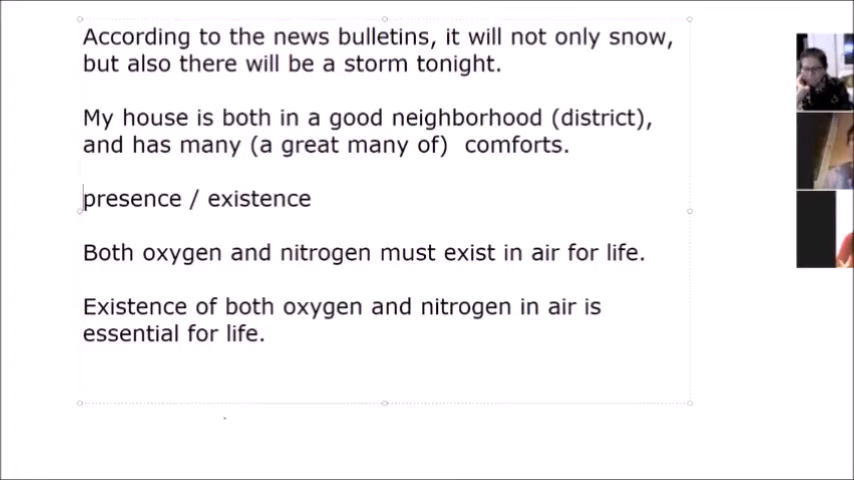 According to the news bulletins, it will not only snow,
but also there will be a storm tonight.
My house is both in a good neighborhood (district),
and has many (a great many of) comforts.
presence / existence
Both oxygen and nitrogen must exist in air for life.
Existence of both oxygen and nitrogen in air is
essential for life.